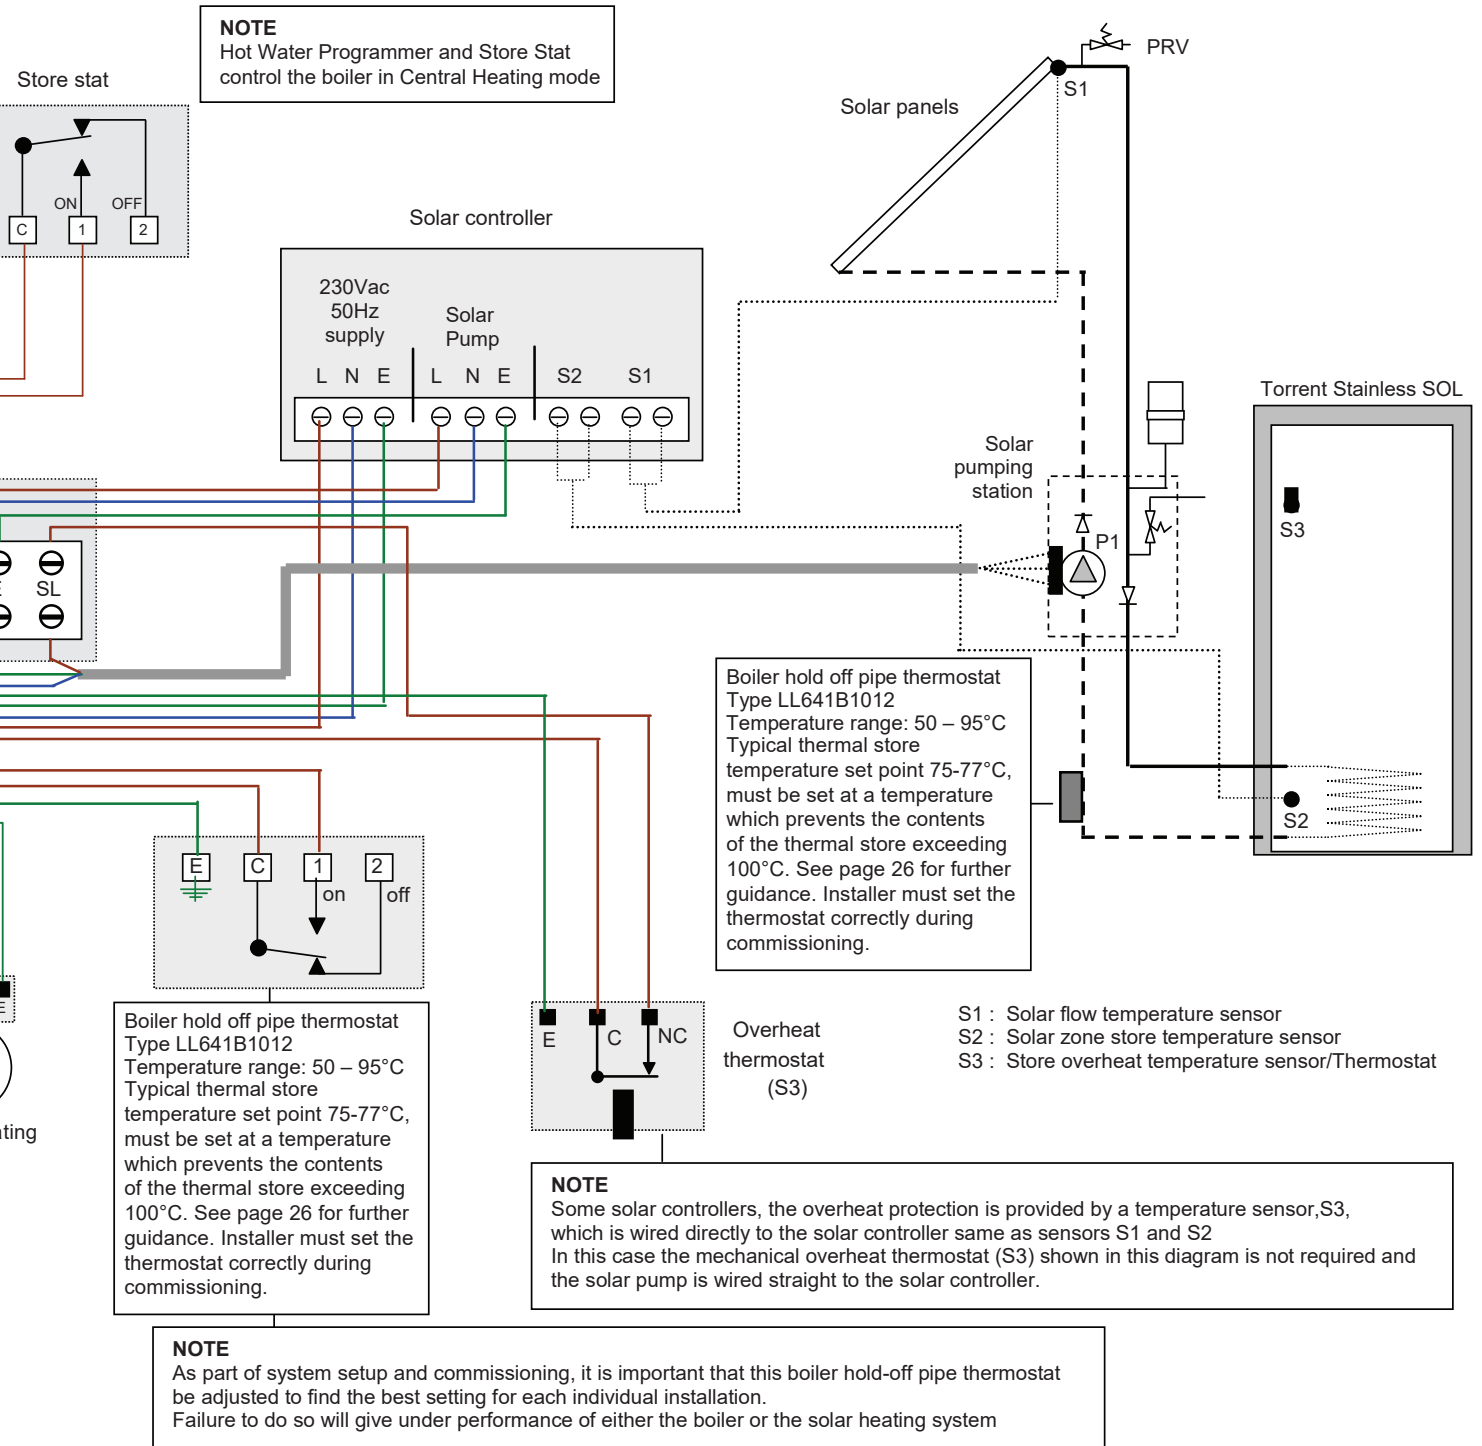 NOTE
Hot Water Programmer and Store Stat
control the boiler in Central Heating mode
Store stat
ON
OFF
C
1
2
PRV
S1
Solar panels
Solar controller
230Vac
50Hz
supply
Solar
Pump
L N E L N E S2 S1
Torrent Stainless SOL
Solar
pumping
station
P1
S3
SL
S2
Boiler hold off pipe thermostat
Type LL641B1012
Temperature range: 50 – 95°C
Typical thermal store
temperature set point 75-77°C,
must be set at a temperature
which prevents the contents
of the thermal store exceeding
100°C. See page 26 for further
guidance. Installer must set the
thermostat correctly during
commissioning.
E C 1 2
on
off
E
Boiler hold off pipe thermostat
Type LL641B1012
Temperature range: 50 – 95°C
Typical thermal store
temperature set point 75-77°C,
must be set at a temperature
which prevents the contents
of the thermal store exceeding
100°C. See page 26 for further
guidance. Installer must set the
thermostat correctly during
commissioning.
ating
E C NC
Overheat
thermostat
(S3)
S1 : Solar flow temperature sensor
S2 : Solar zone store temperature sensor
S3 : Store overheat temperature sensor/Thermostat
NOTE
Some solar controllers, the overheat protection is provided by a temperature sensor,S3,
which is wired directly to the solar controller same as sensors S1 and S2
In this case the mechanical overheat thermostat (S3) shown in this diagram is not required and
the solar pump is wired straight to the solar controller.
NOTE
As part of system setup and commissioning, it is important that this boiler hold-off pipe thermostat
be adjusted to find the best setting for each individual installation.
Failure to do so will give under performance of either the boiler or the solar heating system